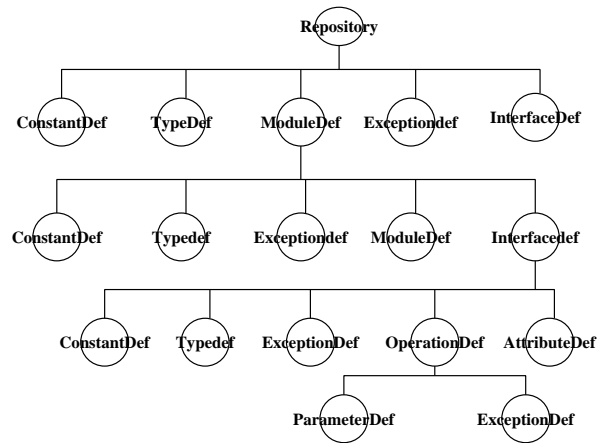 Repository
ConstantDef TypeDef ModuleDef Exceptiondef InterfaceDef
ConstantDef Typedef Exceptiondef ModuleDef Interfacedef
ConstantDef Typedef ExceptionDef OperationDef AttributeDef
ParameterDef ExceptionDef